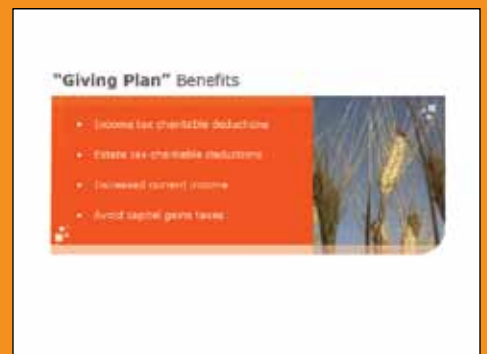 "Giving Plan" Benefits
• Income tax charitable deductions
• Estate tax charitable deductions
• Increased current income
• Avoid capital gains taxes